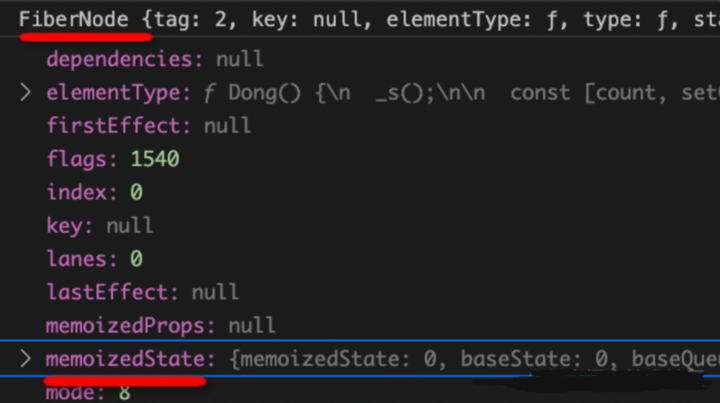 FiberNode {tag: 2, key: null, elementType: ƒ, type: ƒ, st
dependencies: null
> elementType: ƒ Dong() {\n _s();\n\n const [count, set
firstEffect: null
flags: 1540
index: 0
key: null
lanes: 0
lastEffect: null
memoizedProps: null
> memoizedState: {memoizedState: 0, baseState: 0, baseQue
mode: 8